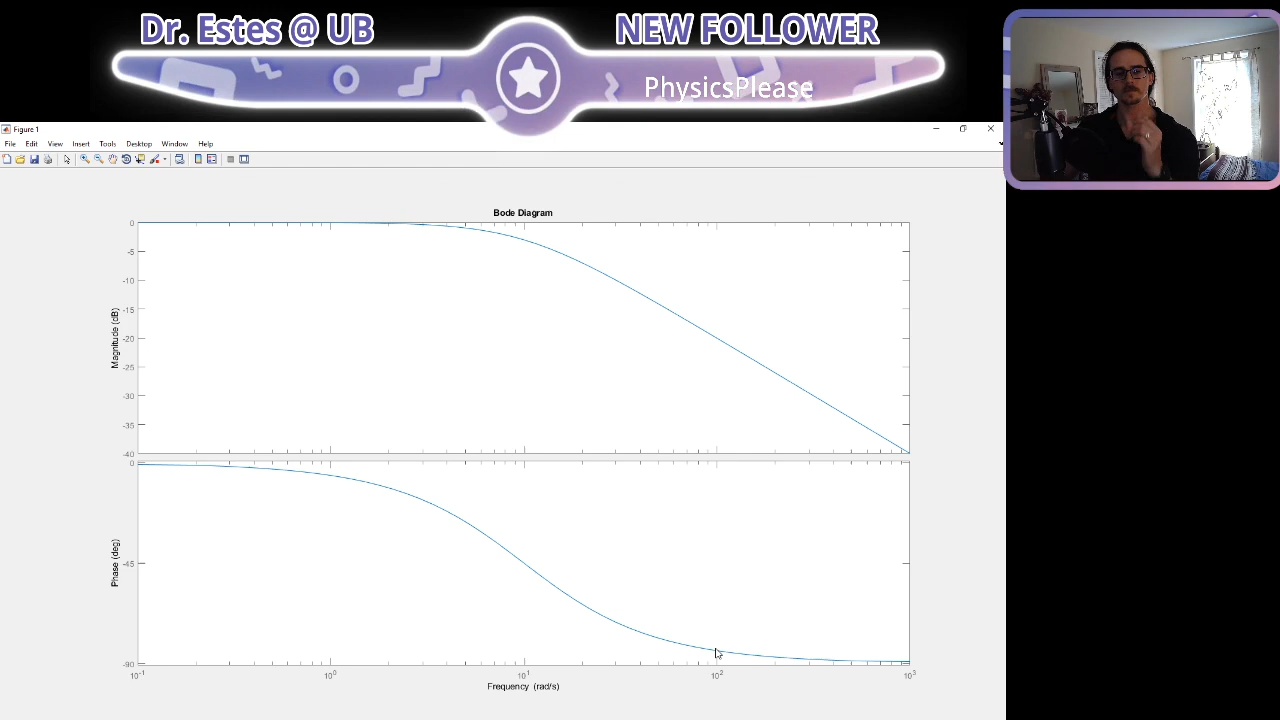 Dr. Estes @ UB
NEW FOLLOWER
PhysicsPlease
Figure 1
File Edit View Insert Tools Desktop Window Help
Bode Diagram
Magnitude (dB)
0
-5
-10
-15
-20
-25
-30
-35
-40
Phase (deg)
0
-45
-90
10-1 100 101 102 103
Frequency (rad/s)